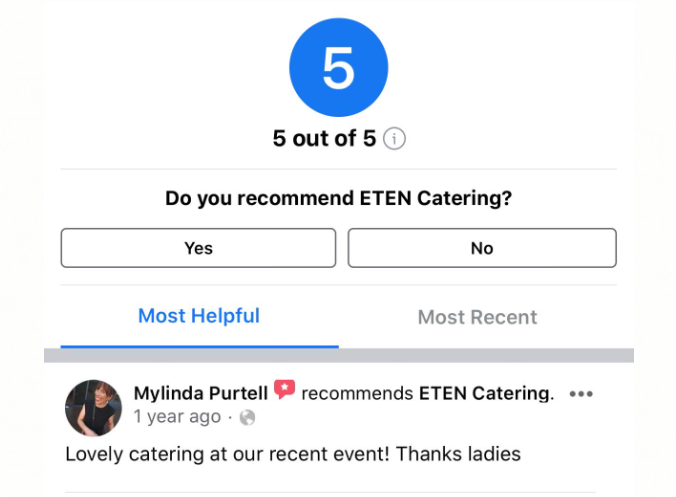 5
5 out of 5
Do you recommend ETEN Catering?
Yes
No
Most Helpful
Most Recent
Mylinda Purtell recommends ETEN Catering.
1 year ago ·
Lovely catering at our recent event! Thanks ladies